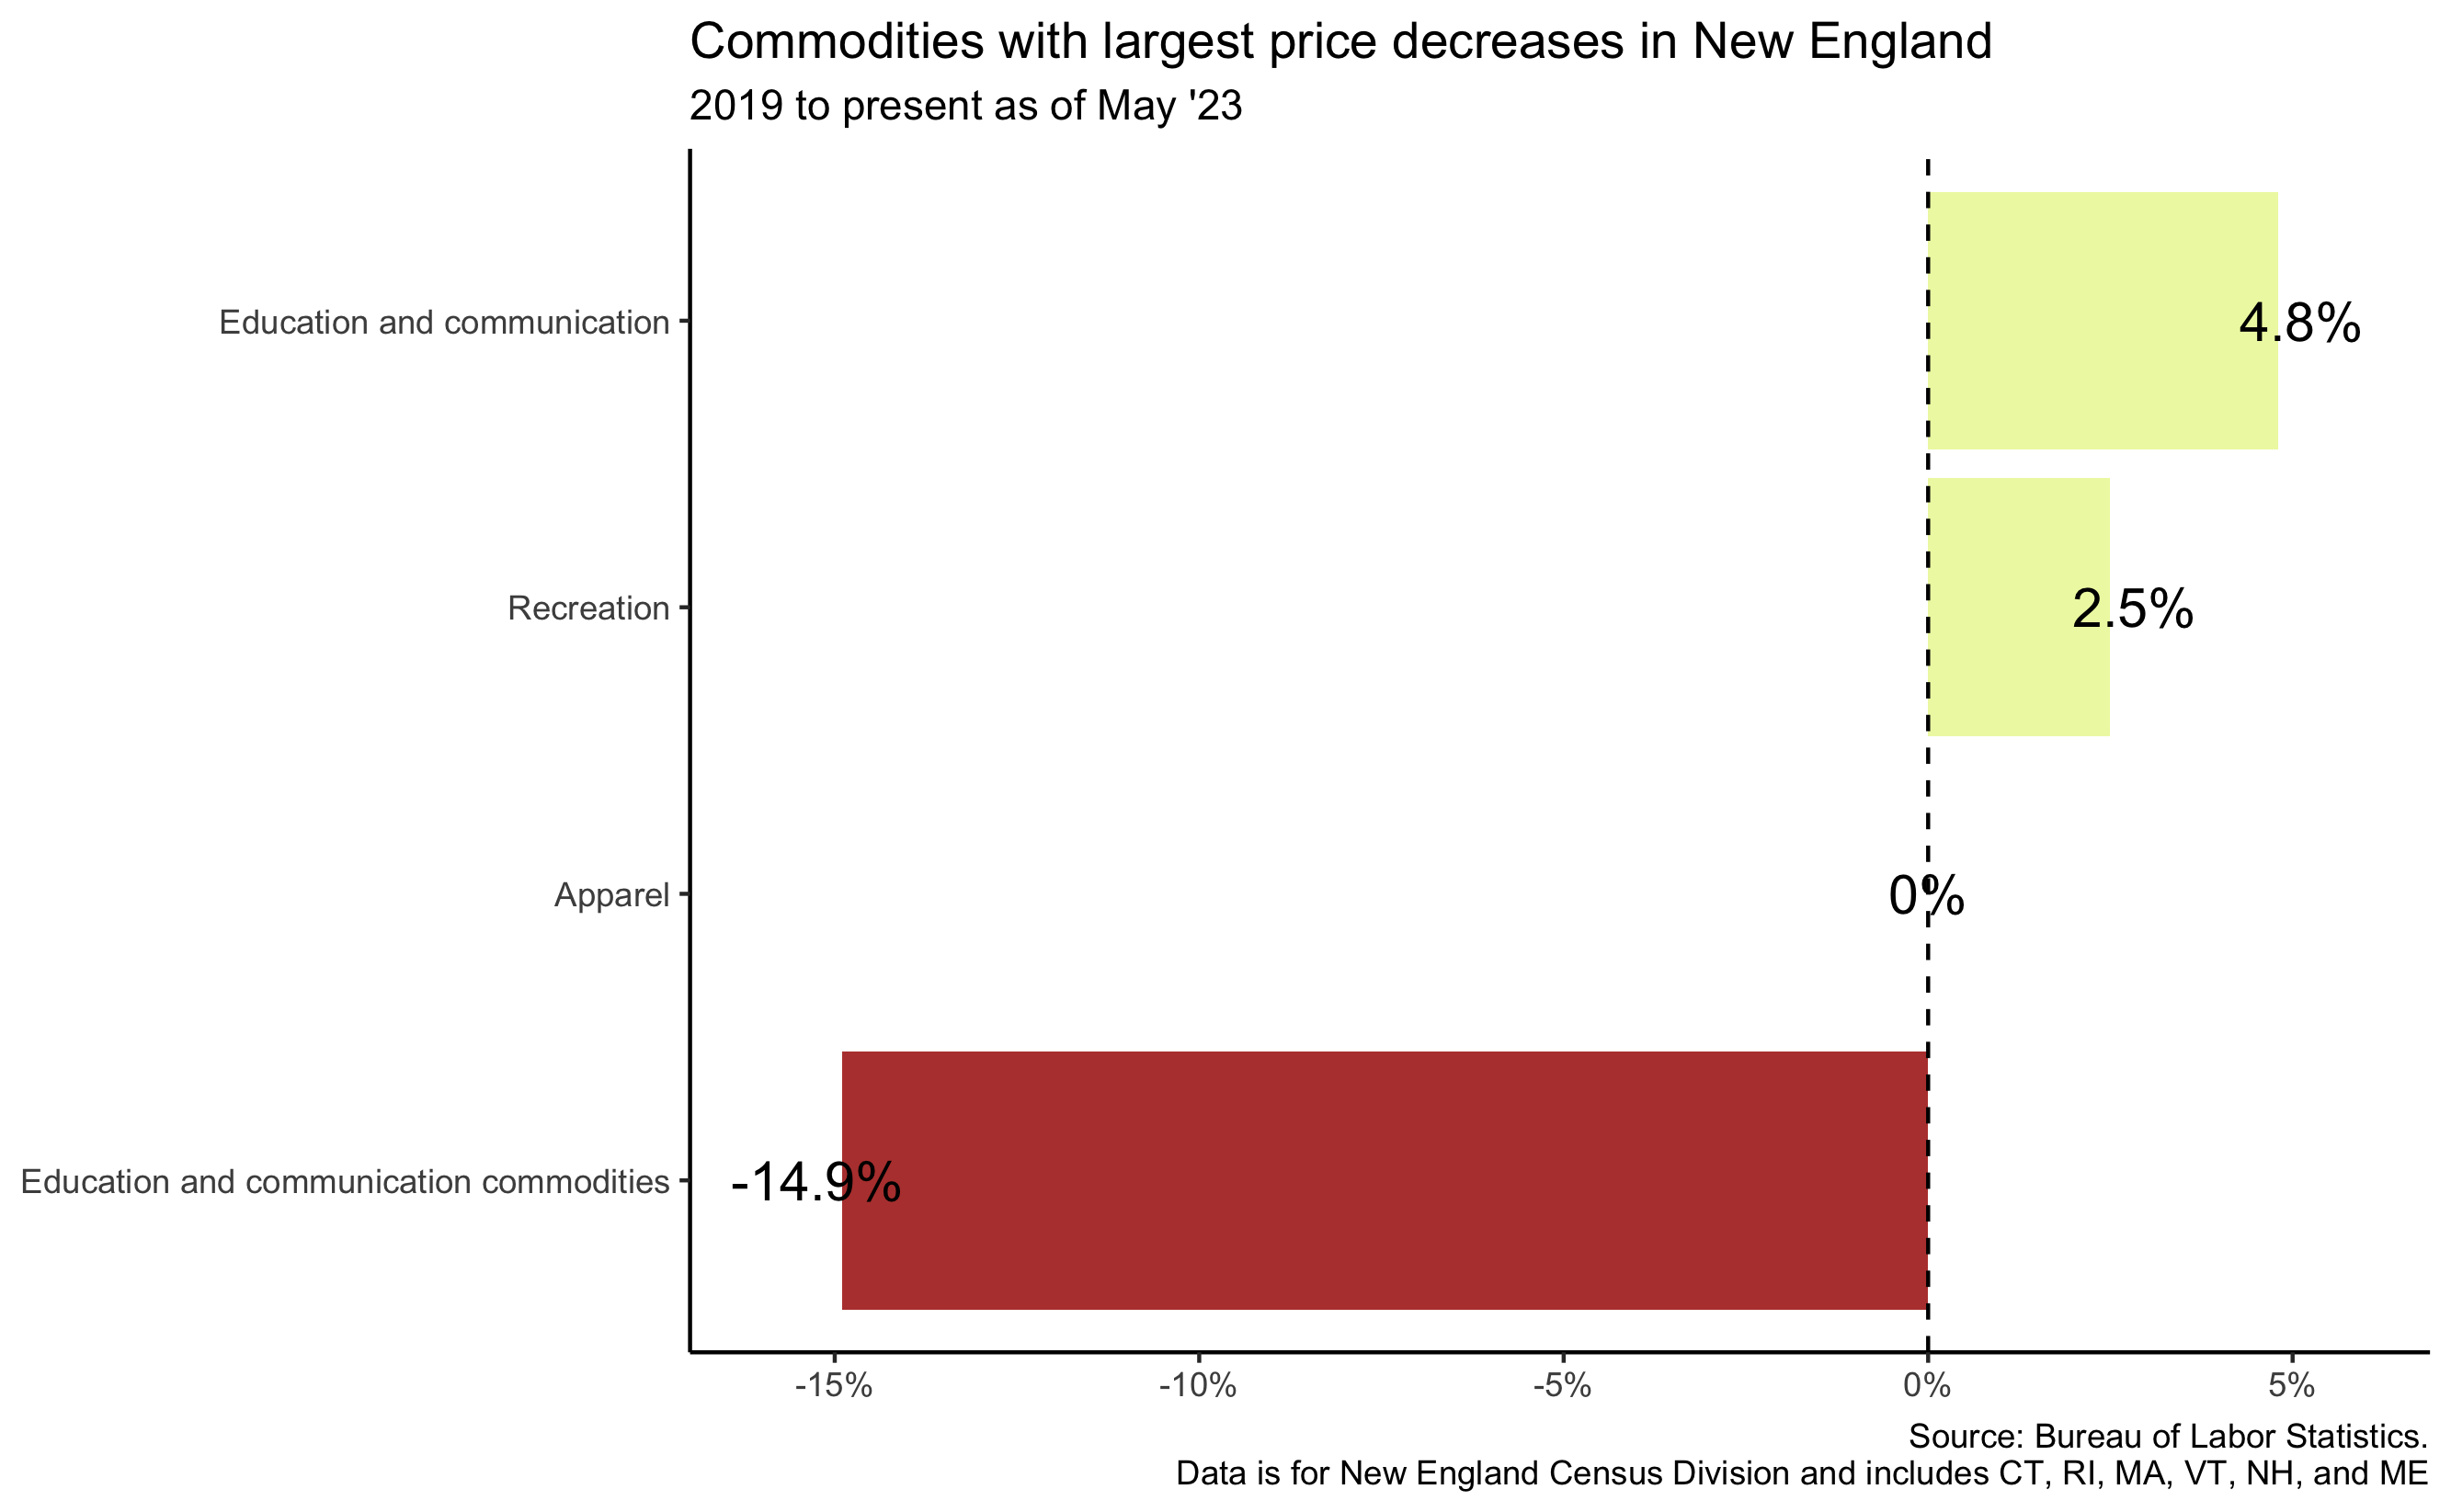 Commodities with largest price decreases in New England
2019 to present as of May '23
Education and communication
4.8%
Recreation
2.5%
Apparel
0%
Education and communication commodities
-14.9%
-15% -10% -5% 0% 5%
Source: Bureau of Labor Statistics.
Data is for New England Census Division and includes CT, RI, MA, VT, NH, and ME